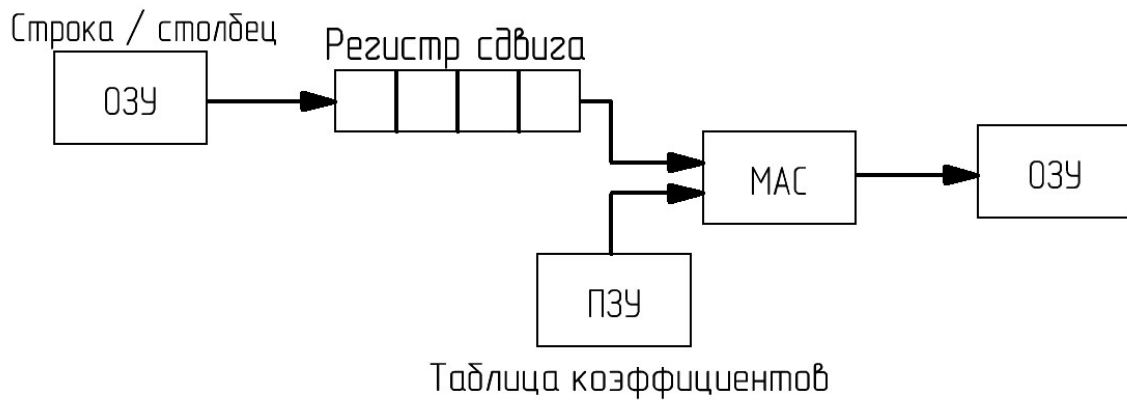 Строка / столбец
Регистр сдвига
ОЗУ
МАС
ОЗУ
ПЗУ
Таблица коэффициентов